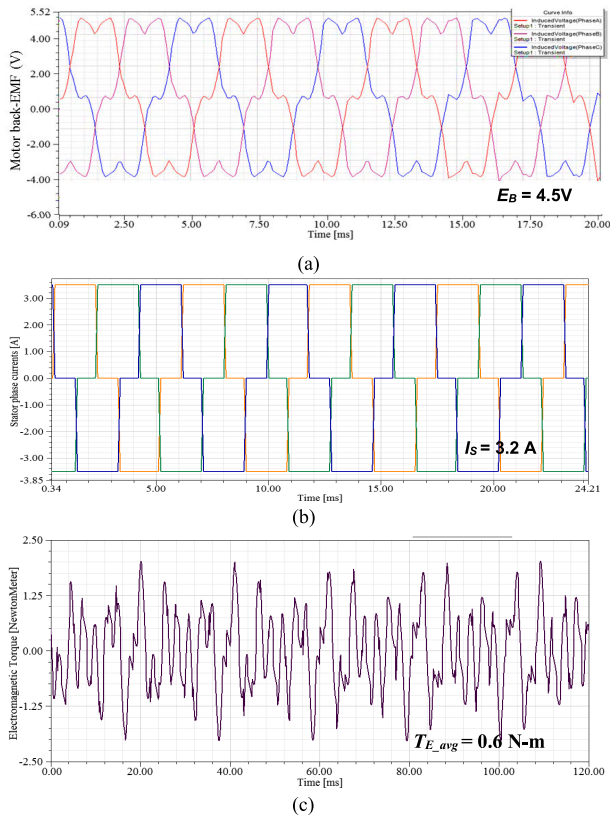 Curve Info
InducedVoltage(PhaseA)
Setup1 : Transient
InducedVoltage(PhaseB)
Setup1 : Transient
InducedVoltage(PhaseC)
Setup1 : Transient
Motor back-EMF (V)
5.52
4.00
2.00
0.00
-2.00
-4.00
-6.00
E_B = 4.5V
0.09 2.50 5.00 7.50 10.00 12.50 15.00 17.50 20.00
Time [ms]
(a)
Stator phase currents [A]
3.00
2.00
1.00
0.00
-1.00
-2.00
-3.00
-3.85
I_S = 3.2 A
0.34 5.00 10.00 15.00 20.00 24.21
Time [ms]
(b)
Electromagnetic Torque [NewtonMeter]
2.50
1.25
0.00
-1.25
-2.50
T_E_avg = 0.6 N-m
0.00 20.00 40.00 60.00 80.00 100.00 120.00
Time [ms]
(c)